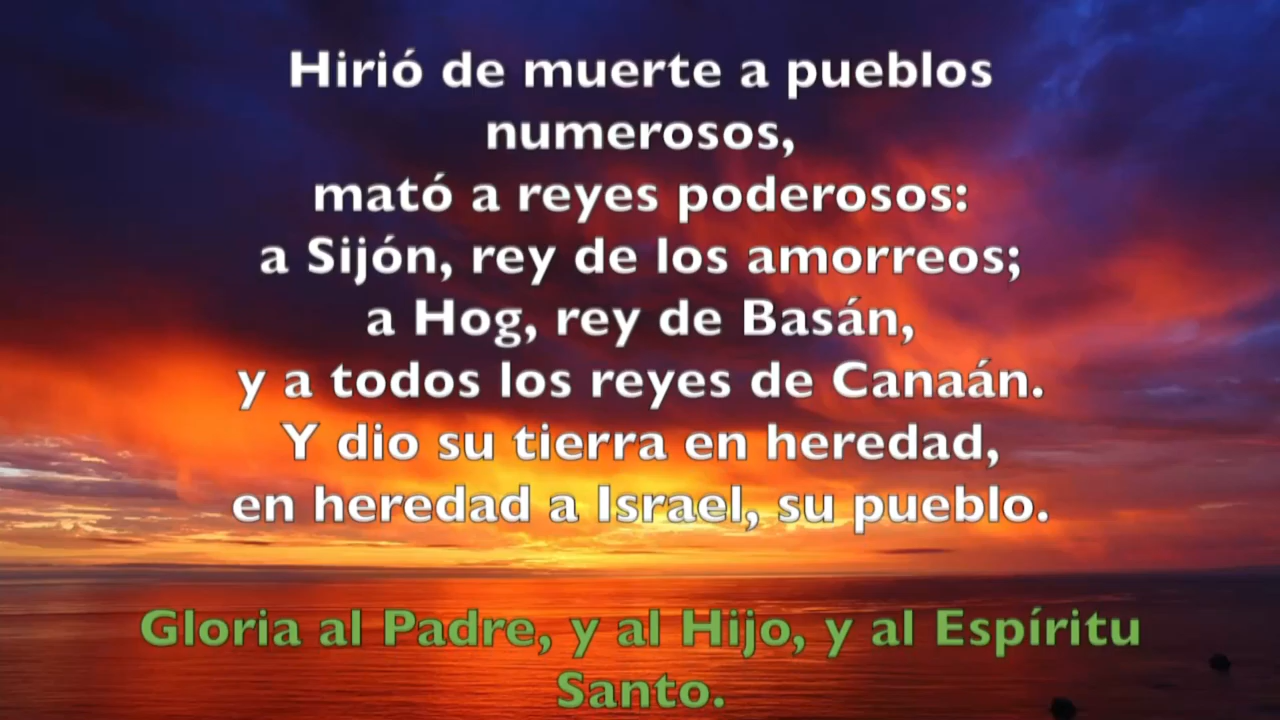 Hirió de muerte a pueblos
numerosos,
mató a reyes poderosos:
a Sijón, rey de los amorreos;
a Hog, rey de Basán,
y a todos los reyes de Canaán.
Y dio su tierra en heredad,
en heredad a Israel, su pueblo.
Gloria al Padre, y al Hijo, y al Espíritu
Santo.